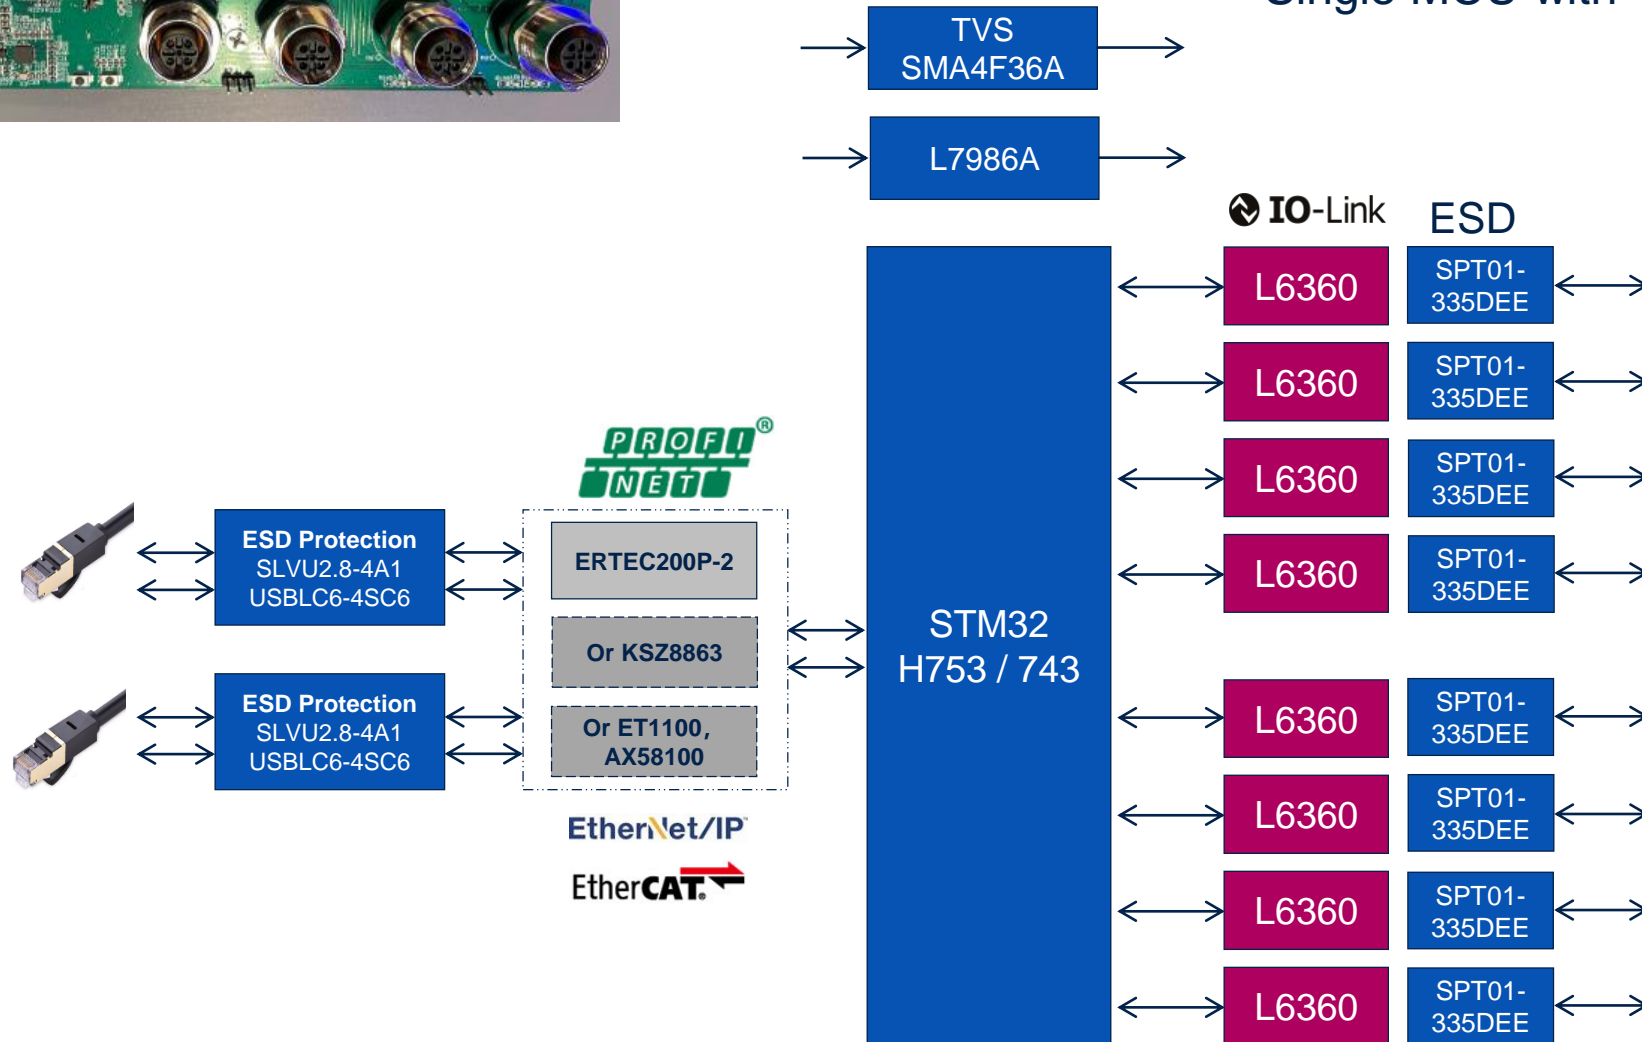 Single MCU with
TVS
SMA4F36A
L7986A
IO-Link
ESD
L6360
SPT01-
335DEE
L6360
SPT01-
335DEE
L6360
SPT01-
335DEE
L6360
SPT01-
335DEE
PROFI
NET
®
ESD Protection
SLVU2.8-4A1
USBLC6-4SC6
ERTEC200P-2
Or KSZ8863
STM32
H753 / 743
ESD Protection
SLVU2.8-4A1
USBLC6-4SC6
Or ET1100,
AX58100
EtherNet/IP
EtherCAT.
L6360
SPT01-
335DEE
L6360
SPT01-
335DEE
L6360
SPT01-
335DEE
L6360
SPT01-
335DEE